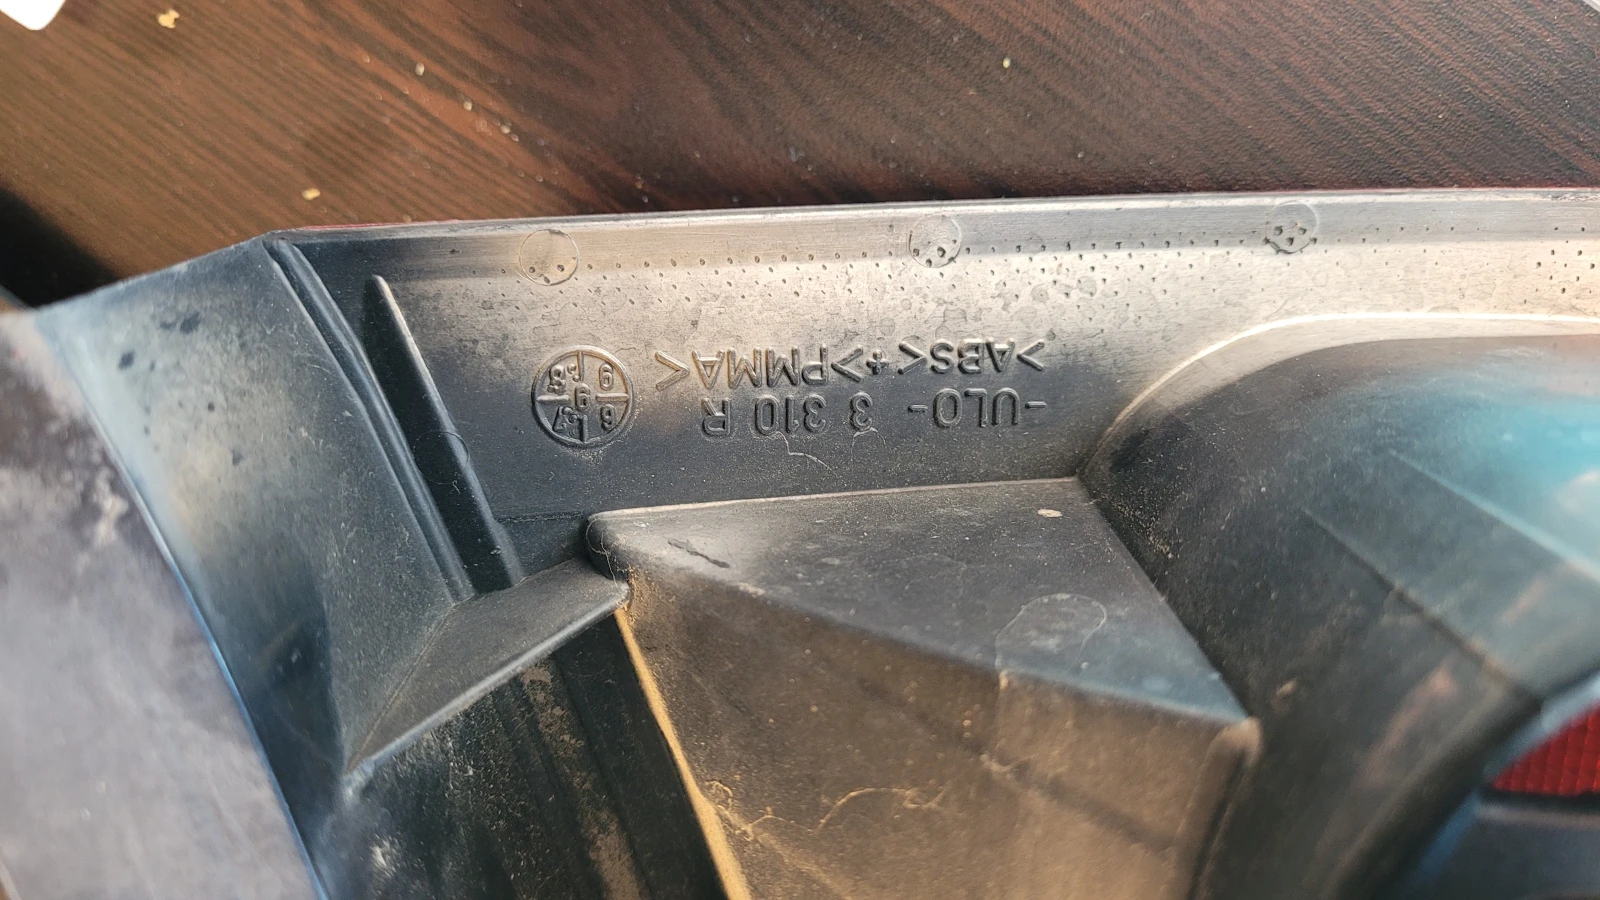 -ULO- 3 310 R
>ABS<+>PMMA<